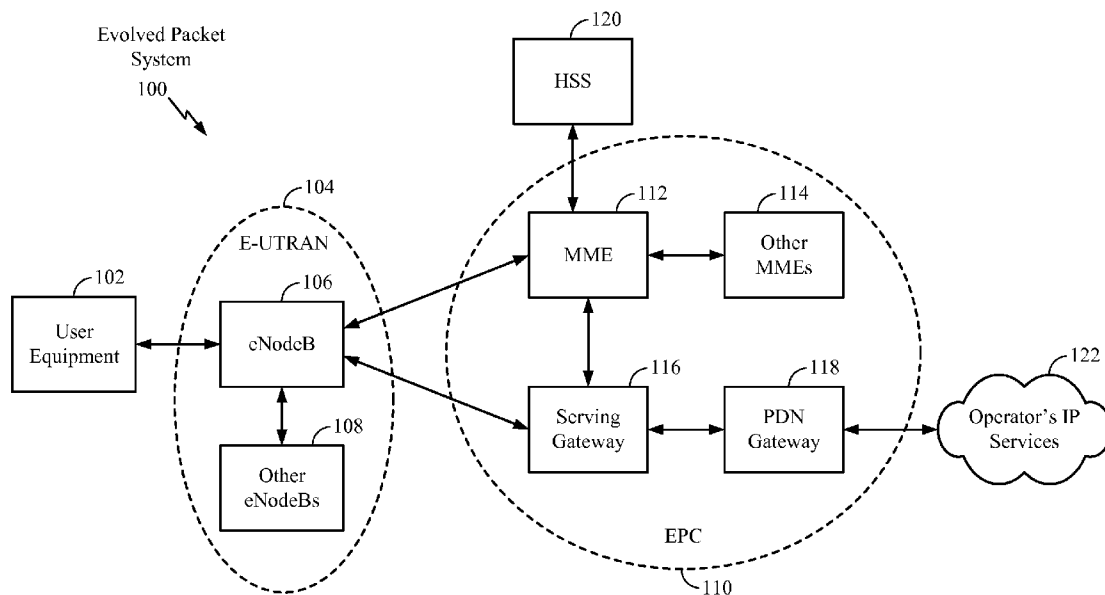 Evolved Packet
System
100
120
HSS
104
E-UTRAN
112
MME
114
Other
MMEs
102
User
Equipment
106
eNodeB
108
Other
eNodeBs
116
Serving
Gateway
118
PDN
Gateway
122
Operator's IP
Services
EPC
110